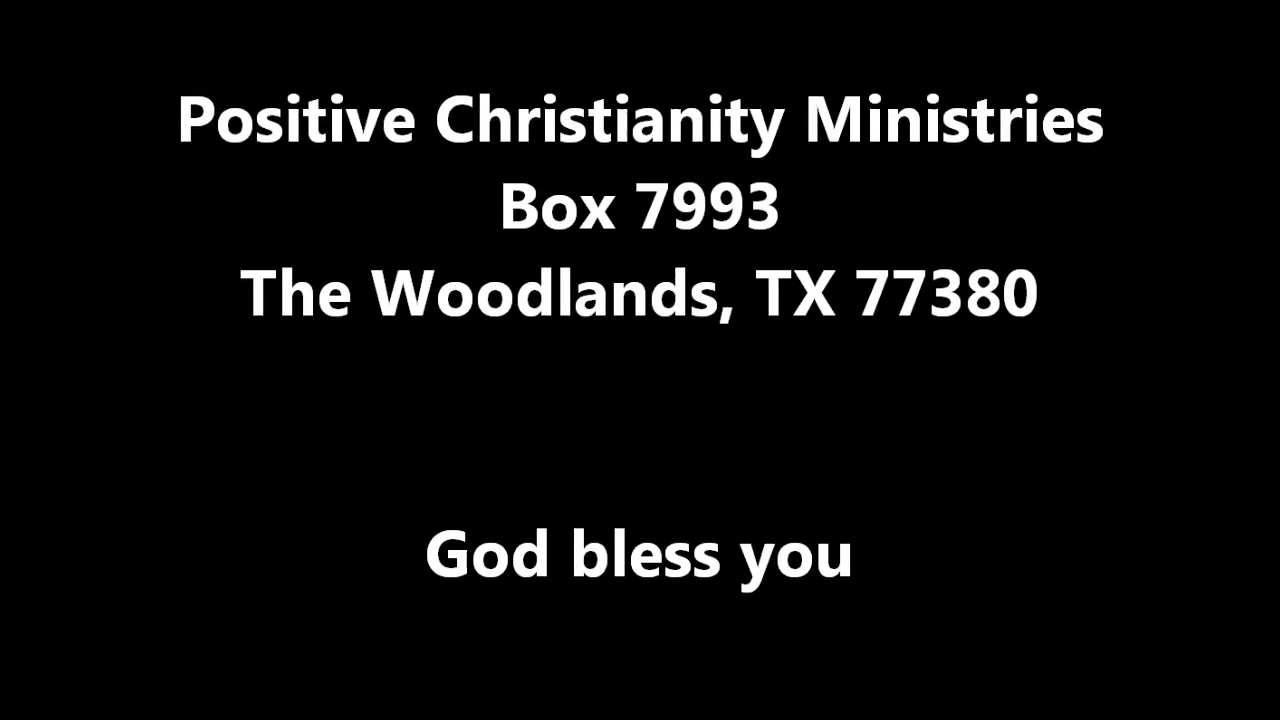 Positive Christianity Ministries
Box 7993
The Woodlands, TX 77380
God bless you